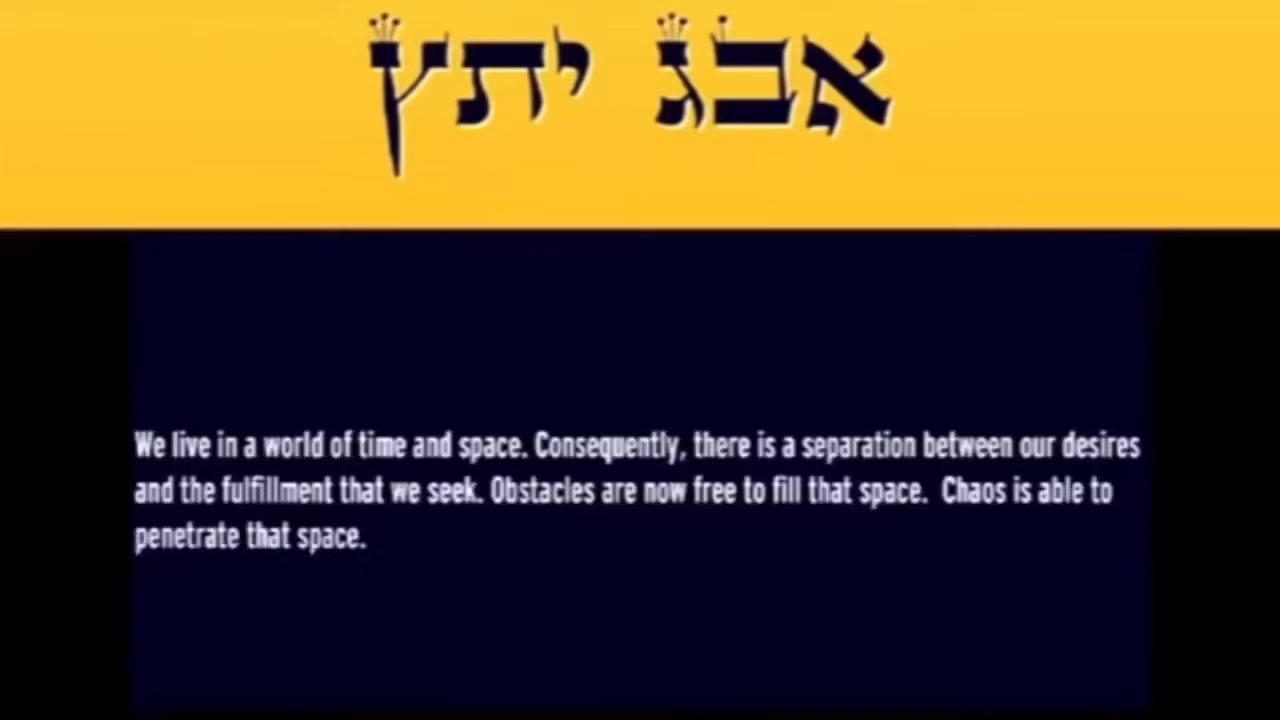 אבג יתץ
We live in a world of time and space. Consequently, there is a separation between our desires
and the fulfillment that we seek. Obstacles are now free to fill that space. Chaos is able to
penetrate that space.